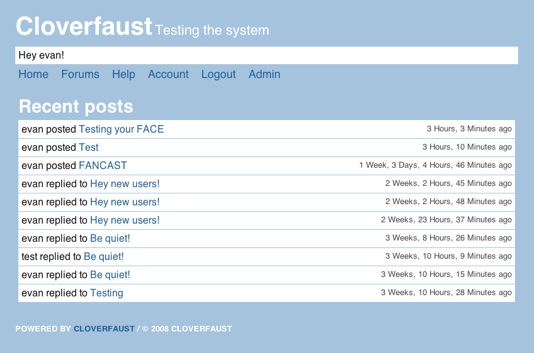 Cloverfaust Testing the system
Hey evan!
Home Forums Help Account Logout Admin
Recent posts
evan posted Testing your FACE 3 Hours, 3 Minutes ago
evan posted Test 3 Hours, 10 Minutes ago
evan posted FANCAST 1 Week, 3 Days, 4 Hours, 46 Minutes ago
evan replied to Hey new users! 2 Weeks, 2 Hours, 45 Minutes ago
evan replied to Hey new users! 2 Weeks, 2 Hours, 48 Minutes ago
evan replied to Hey new users! 2 Weeks, 23 Hours, 37 Minutes ago
evan replied to Be quiet! 3 Weeks, 8 Hours, 26 Minutes ago
test replied to Be quiet! 3 Weeks, 10 Hours, 9 Minutes ago
evan replied to Be quiet! 3 Weeks, 10 Hours, 15 Minutes ago
evan replied to Testing 3 Weeks, 10 Hours, 28 Minutes ago
POWERED BY CLOVERFAUST / © 2008 CLOVERFAUST